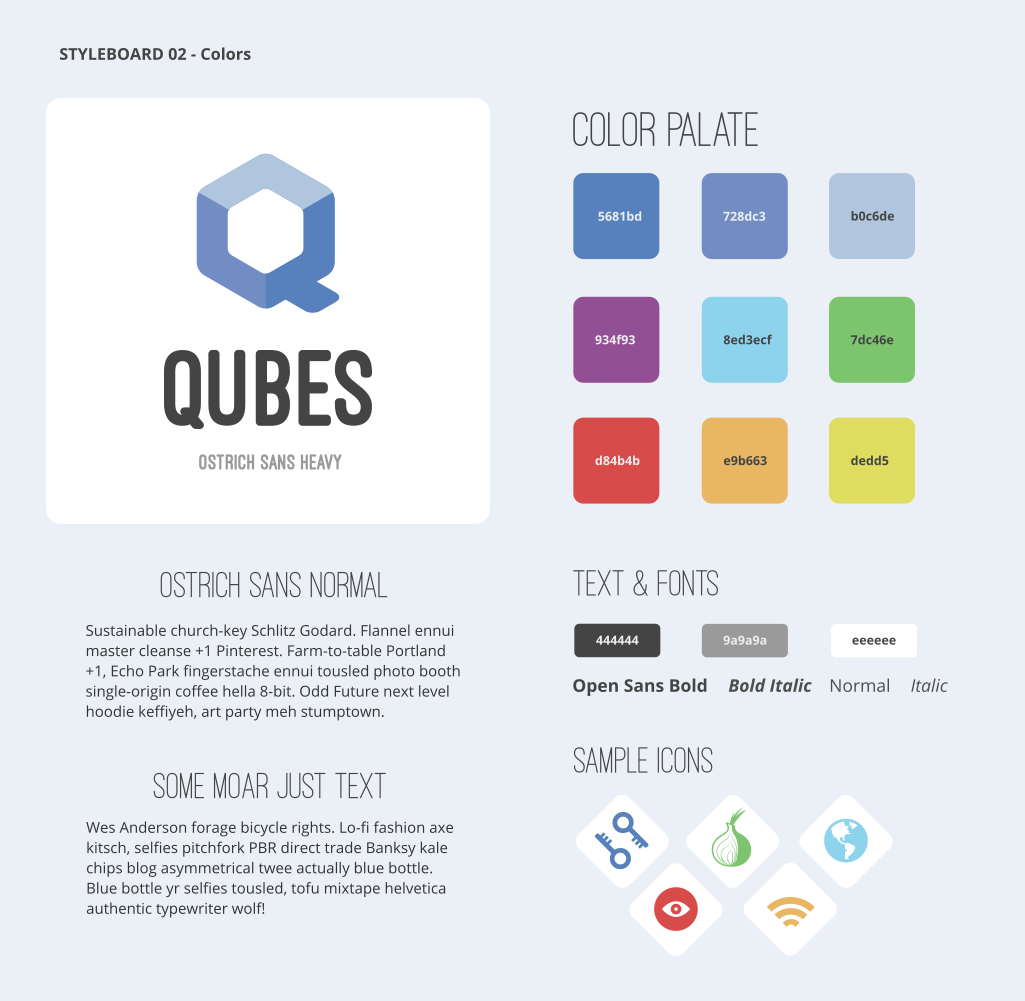 STYLEBOARD 02 - Colors
QUBES
OSTRICH SANS HEAVY
OSTRICH SANS NORMAL
Sustainable church-key Schlitz Godard. Flannel ennui
master cleanse +1 Pinterest. Farm-to-table Portland
+1, Echo Park fingerstache ennui tousled photo booth
single-origin coffee hella 8-bit. Odd Future next level
hoodie keffiyeh, art party meh stumptown.
SOME MOAR JUST TEXT
Wes Anderson forage bicycle rights. Lo-fi fashion axe
kitsch, selfies pitchfork PBR direct trade Banksy kale
chips blog asymmetrical twee actually blue bottle.
Blue bottle yr selfies tousled, tofu mixtape helvetica
authentic typewriter wolf!
COLOR PALATE
5681bd 728dc3 b0c6de
934f93 8ed3ecf 7dc46e
d84b4b e9b663 dedd5
TEXT & FONTS
444444 9a9a9a eeeeee
Open Sans Bold Bold Italic Normal Italic
SAMPLE ICONS